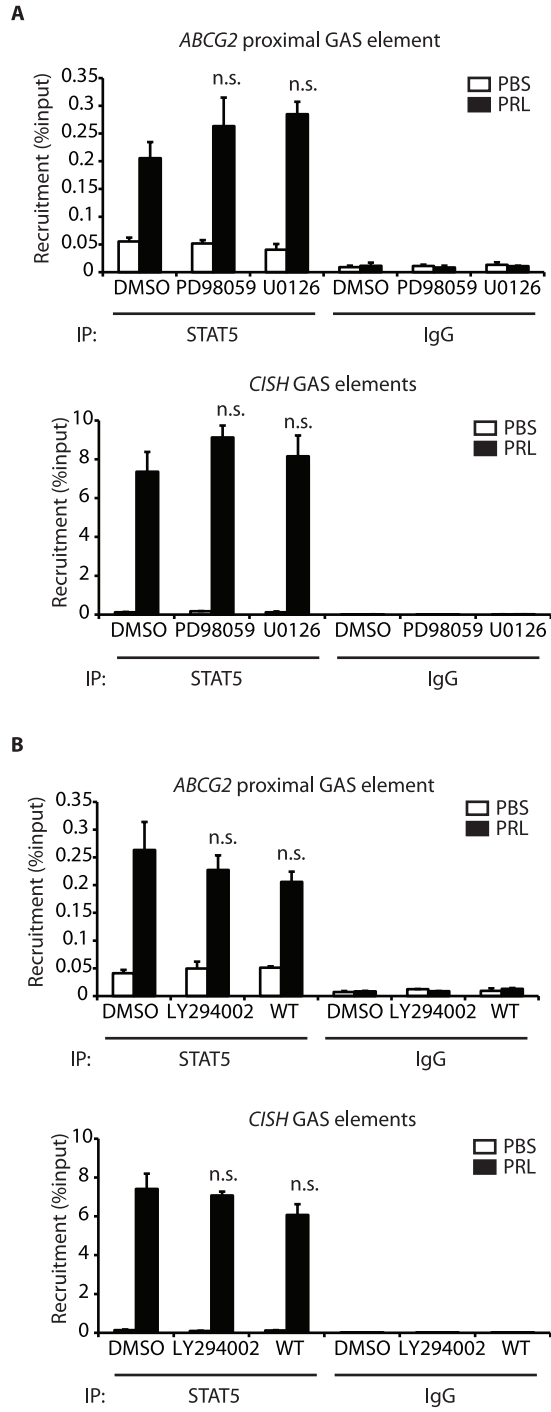 A
ABCG2 proximal GAS element
Recruitment (%input)
0.35
0.3
0.25
0.2
0.15
0.1
0.05
0
n.s.
n.s.
PBS
PRL
DMSO PD98059 U0126 DMSO PD98059 U0126
IP: STAT5 IgG
CISH GAS elements
Recruitment (%input)
10
8
6
4
2
0
n.s.
n.s.
PBS
PRL
DMSO PD98059 U0126 DMSO PD98059 U0126
IP: STAT5 IgG
B
ABCG2 proximal GAS element
Recruitment (%input)
0.35
0.3
0.25
0.2
0.15
0.1
0.05
0
n.s.
n.s.
PBS
PRL
DMSO LY294002 WT DMSO LY294002 WT
IP: STAT5 IgG
CISH GAS elements
Recruitment (%input)
10
8
6
4
2
0
n.s.
n.s.
PBS
PRL
DMSO LY294002 WT DMSO LY294002 WT
IP: STAT5 IgG